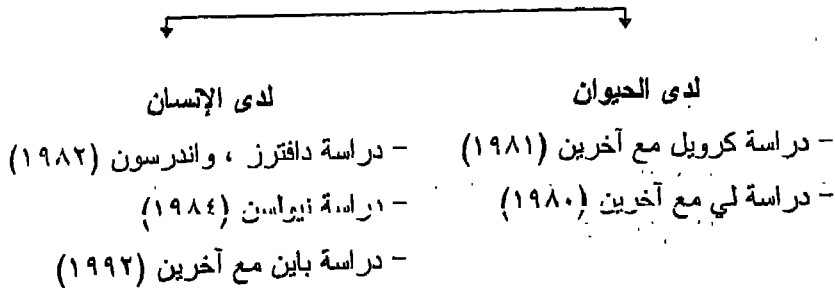 لدى الحيوان
- دراسة كرويل مع آخرين (١٩٨١)
- دراسة لي مع آخرين (١٩٨٠)
لدى الإنسان
- دراسة دافترز ، واندرسون (١٩٨٢)
- دراسة نيولسن (١٩٨٤)
- دراسة باين مع آخرين (١٩٩٢)